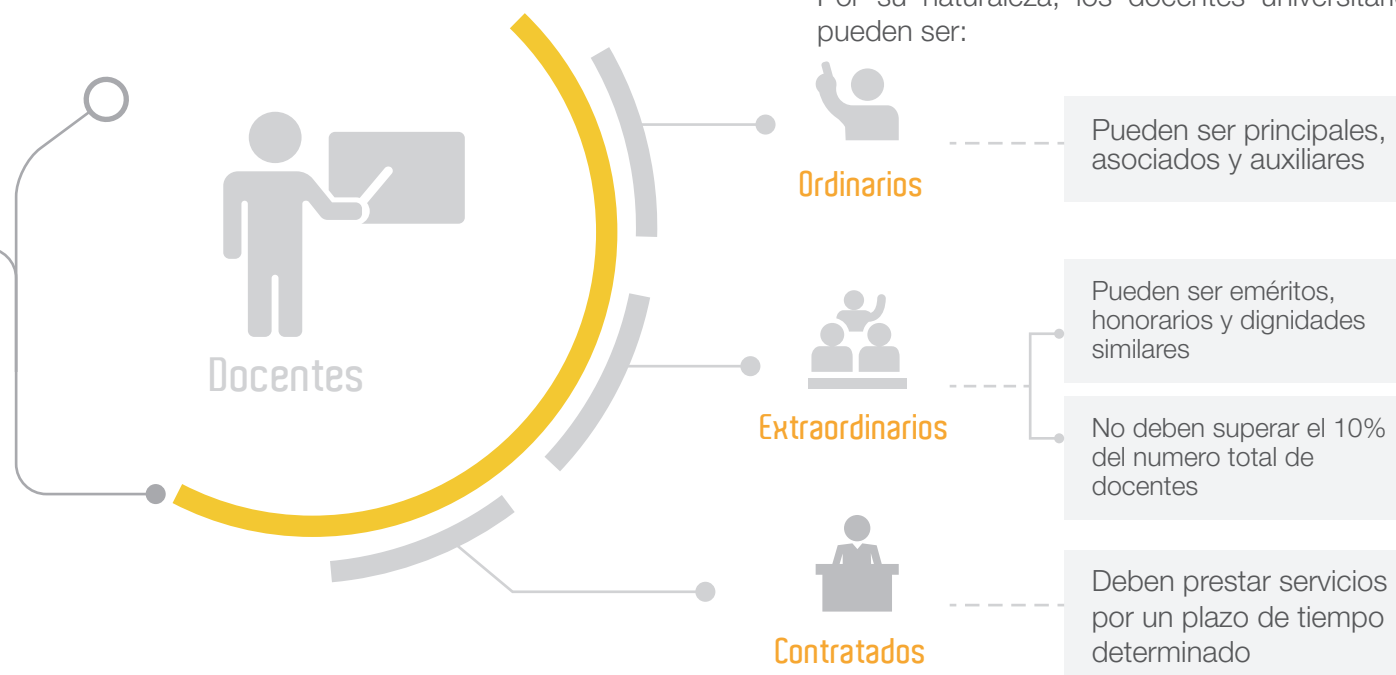 pueden ser:
Docentes
Ordinarios
Pueden ser principales,
asociados y auxiliares
Extraordinarios
Pueden ser eméritos,
honorarios y dignidades
similares
No deben superar el 10%
del numero total de
docentes
Contratados
Deben prestar servicios
por un plazo de tiempo
determinado